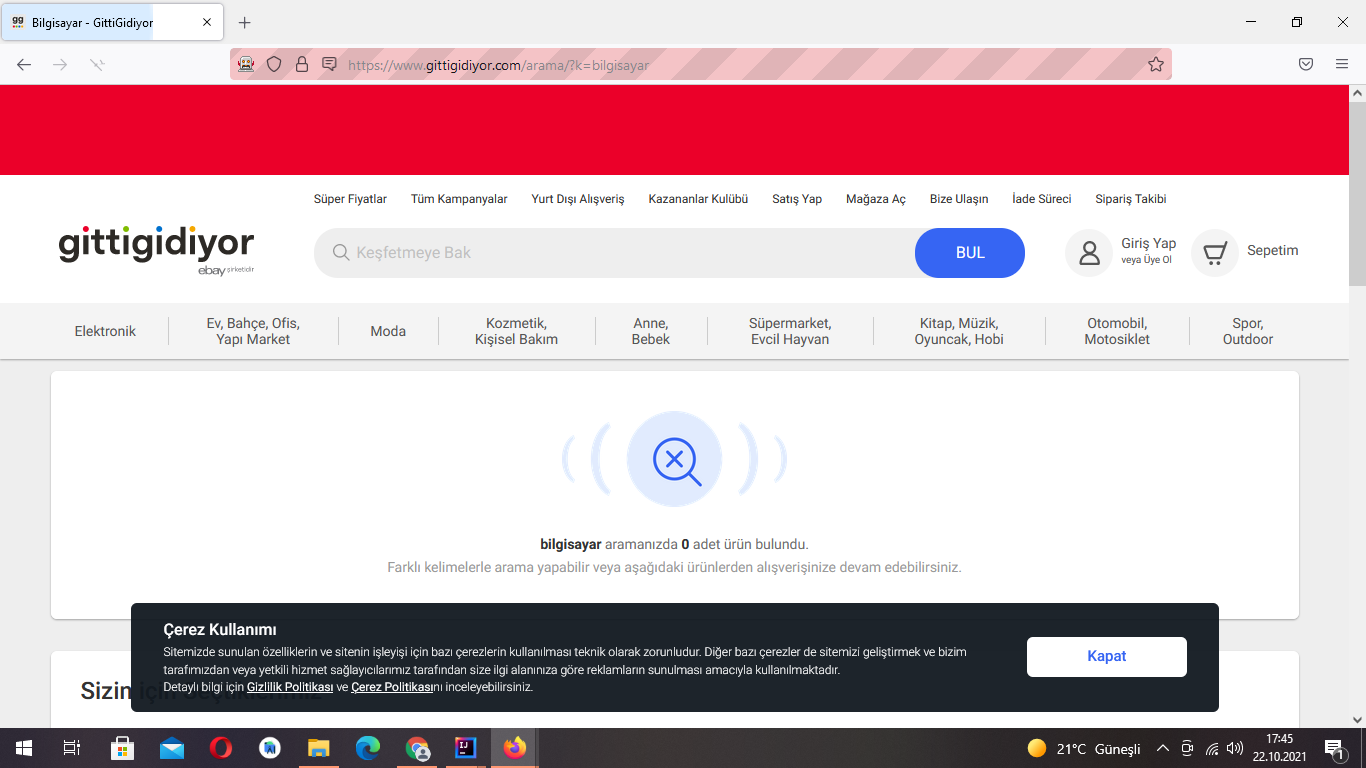 Bilgisayar - GittiGidiyor
https://www.gittigidiyor.com/arama/?k=bilgisayar
Süper Fiyatlar Tüm Kampanyalar Yurt Dışı Alışveriş Kazananlar Kulübü Satış Yap Mağaza Aç Bize Ulaşın İade Süreci Sipariş Takibi
gittigidiyor
ebay şirketidir
Keşfetmeye Bak
BUL
Giriş Yap
veya Üye Ol
Sepetim
Elektronik
Ev, Bahçe, Ofis,
Yapı Market
Moda
Kozmetik,
Kişisel Bakım
Anne,
Bebek
Süpermarket,
Evcil Hayvan
Kitap, Müzik,
Oyuncak, Hobi
Otomobil,
Motosiklet
Spor,
Outdoor
bilgisayar aramanızda 0 adet ürün bulundu.
Farklı kelimelerle arama yapabilir veya aşağıdaki ürünlerden alışverişinize devam edebilirsiniz.
Çerez Kullanımı
Sitemizde sunulan özelliklerin ve sitenin işleyişi için bazı çerezlerin kullanılması teknik olarak zorunludur. Diğer bazı çerezler de sitemizi geliştirmek ve bizim
tarafımızdan veya yetkili hizmet sağlayıcılarımız tarafından size ilgi alanınıza göre reklamların sunulması amacıyla kullanılmaktadır.
Detaylı bilgi için Gizlilik Politikası ve Çerez Politikasını inceleyebilirsiniz.
Kapat
Sizin için
21°C Güneşli
17:45
22.10.2021
1